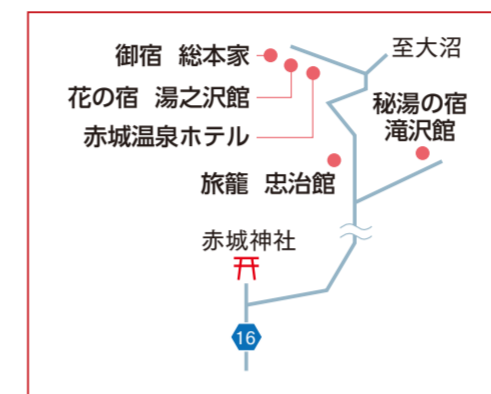 御宿 総本家
至大沼
花の宿 湯之沢館
秘湯の宿
滝沢館
赤城温泉ホテル
旅籠 忠治館
赤城神社
16